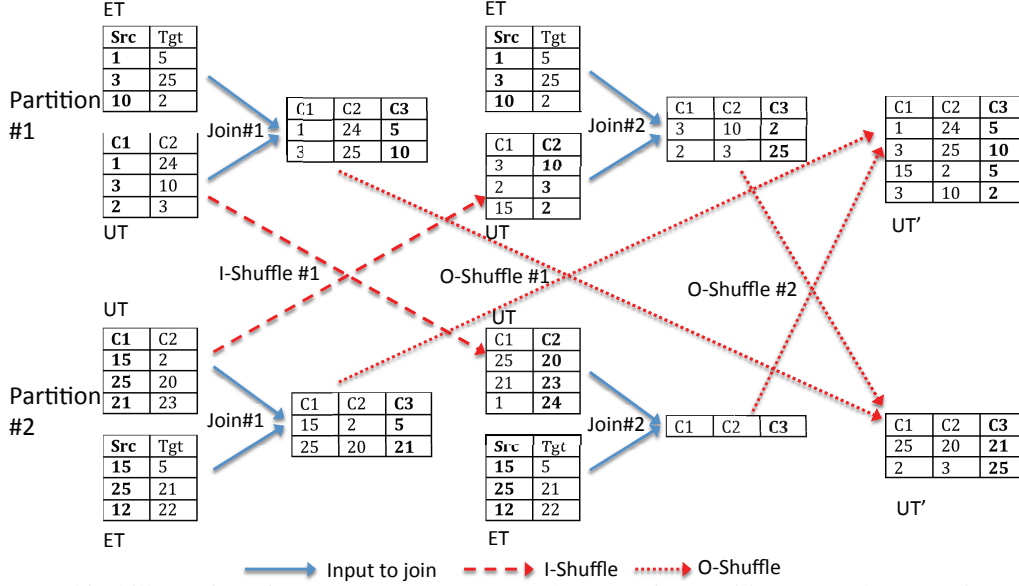 ET
Src Tgt
1 5
3 25
10 2
Partition #1
C1 C2
1 24
3 10
2 3
UT
Join#1
C1 C2 C3
1 24 5
3 25 10
ET
Src Tgt
1 5
3 25
10 2
C1 C2
3 10
2 3
15 2
UT
Join#2
C1 C2 C3
3 10 2
2 3 25
C1 C2 C3
1 24 5
3 25 10
15 2 5
3 10 2
UT'
I-Shuffle #1
O-Shuffle #1
O-Shuffle #2
UT
C1 C2
15 2
25 20
21 23
Partition #2
Src Tgt
15 5
25 21
12 22
ET
Join#1
C1 C2 C3
15 2 5
25 20 21
UT
C1 C2
25 20
21 23
1 24
Src Tgt
15 5
25 21
12 22
ET
Join#2
C1 C2 C3
C1 C2 C3
25 20 21
2 3 25
UT'
Input to join
I-Shuffle
O-Shuffle